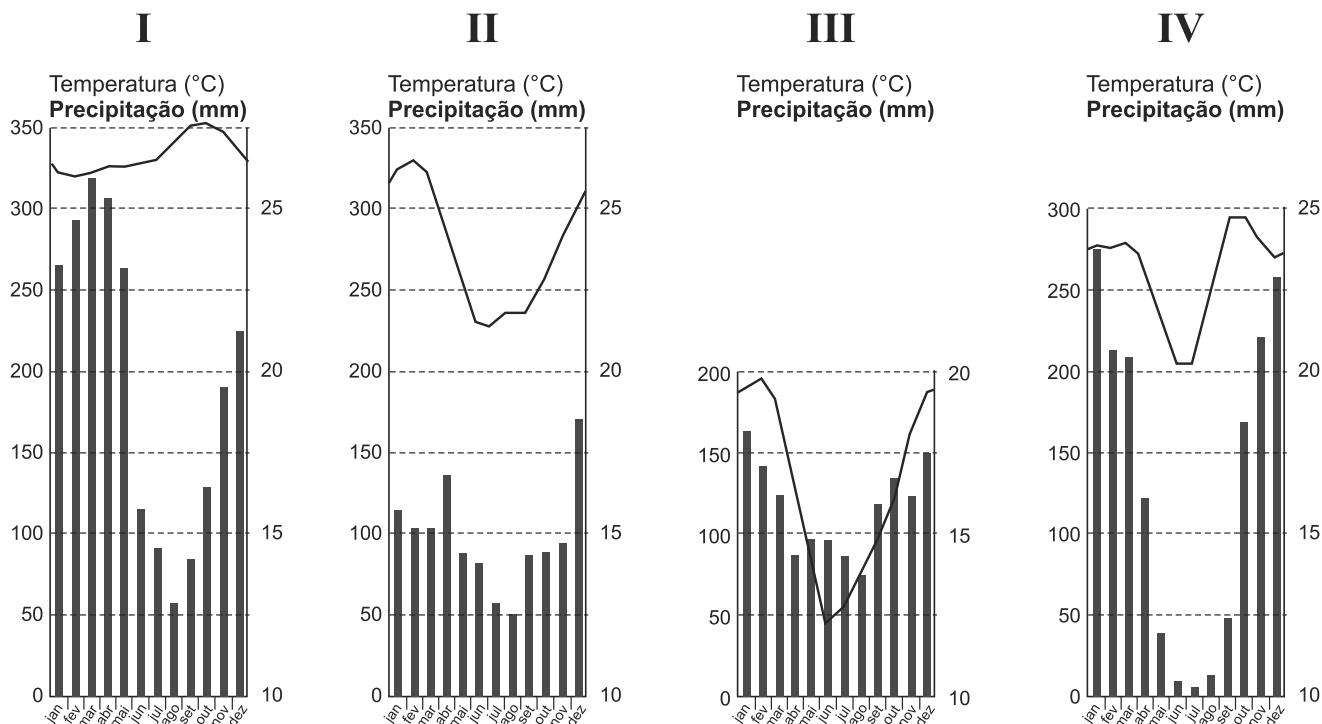 I
Temperatura (°C)
Precipitação (mm)
350
300
250
200
150
100
50
0
25
20
15
10
jan
fev
mar
abr
mai
jun
jul
ago
set
out
nov
dez
II
Temperatura (°C)
Precipitação (mm)
350
300
250
200
150
100
50
0
25
20
15
10
jan
fev
mar
abr
mai
jun
jul
ago
set
out
nov
dez
III
Temperatura (°C)
Precipitação (mm)
200
150
100
50
0
20
15
10
jan
fev
mar
abr
mai
jun
jul
ago
set
out
nov
dez
IV
Temperatura (°C)
Precipitação (mm)
300
250
200
150
100
50
0
25
20
15
10
jan
fev
mar
abr
mai
jun
jul
ago
set
out
nov
dez